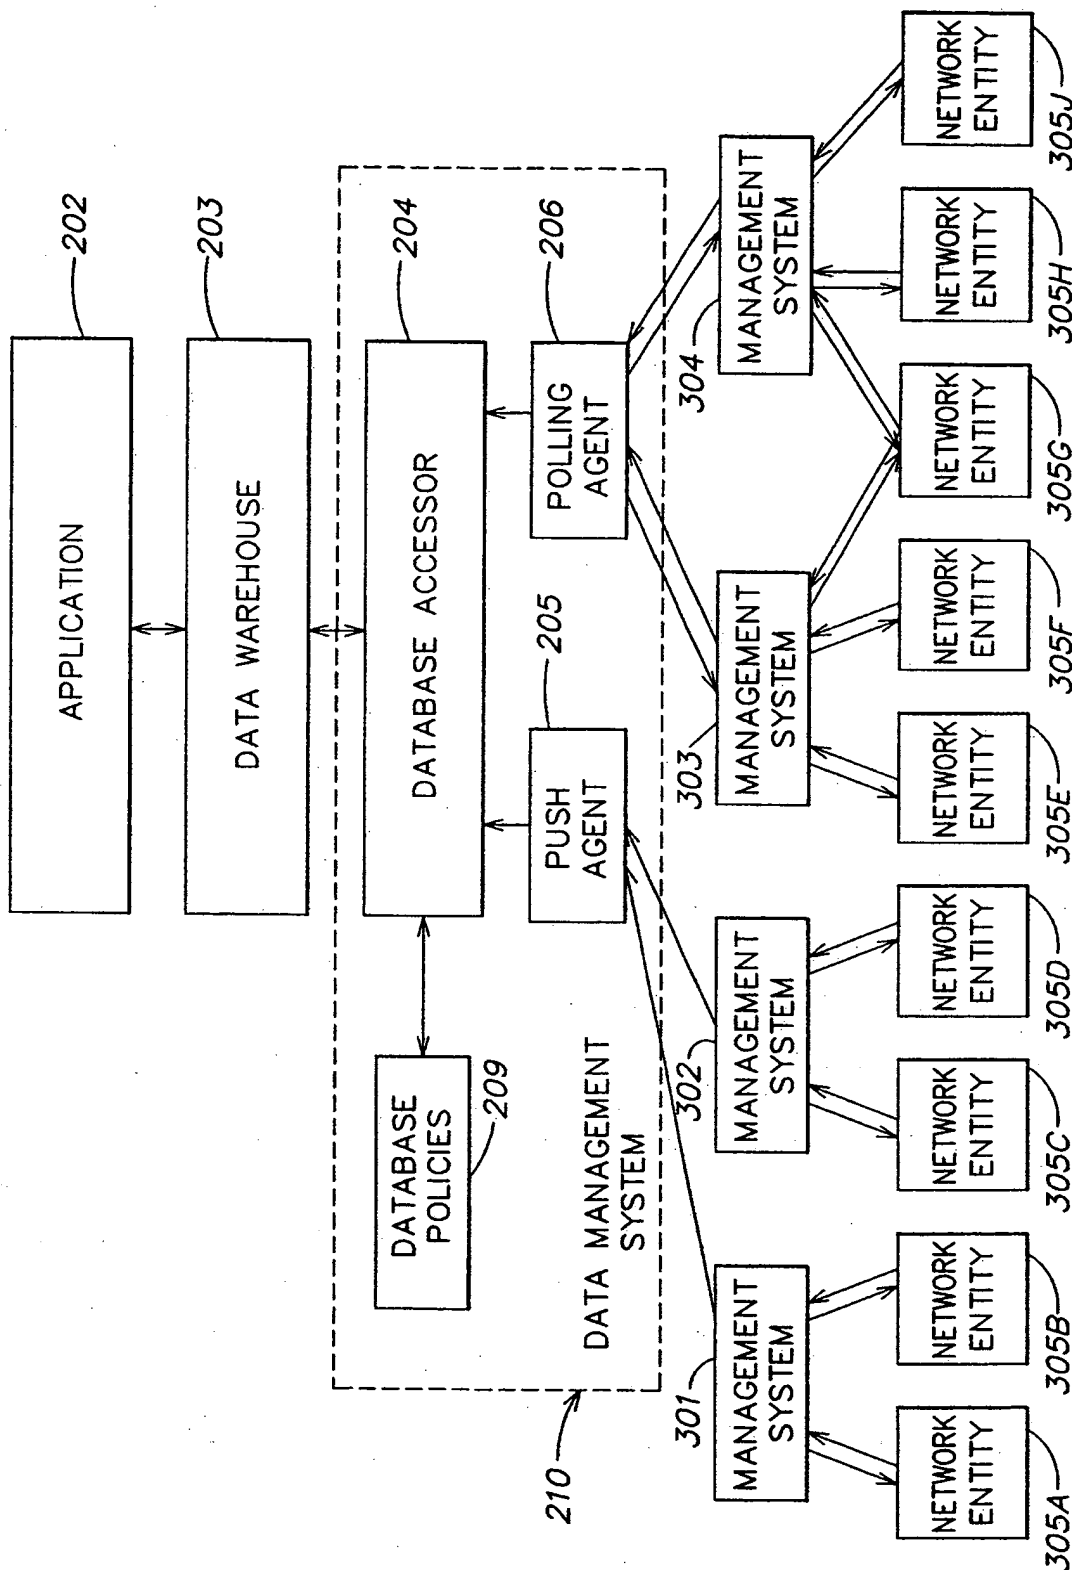 APPLICATION
202
DATA WAREHOUSE
203
DATABASE ACCESSOR
204
DATABASE
POLICIES
209
PUSH
AGENT
205
POLLING
AGENT
206
DATA MANAGEMENT
SYSTEM
210
301
MANAGEMENT
SYSTEM
302
MANAGEMENT
SYSTEM
303
MANAGEMENT
SYSTEM
304
MANAGEMENT
SYSTEM
NETWORK
ENTITY
305A
NETWORK
ENTITY
305B
NETWORK
ENTITY
305C
NETWORK
ENTITY
305D
NETWORK
ENTITY
305E
NETWORK
ENTITY
305F
NETWORK
ENTITY
305G
NETWORK
ENTITY
305H
NETWORK
ENTITY
305J